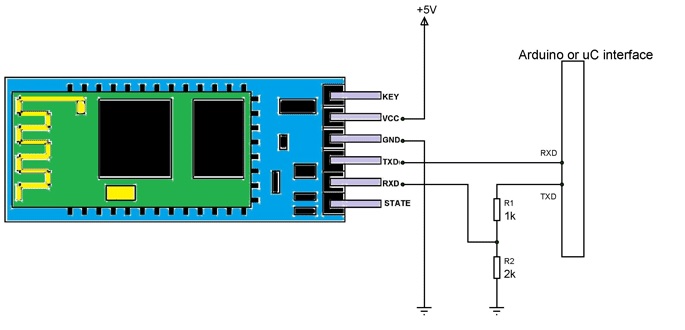 +5V
Arduino or uC interface
KEY
VCC
GND
TXD
RXD
STATE
RXD
TXD
R1
1k
R2
2k